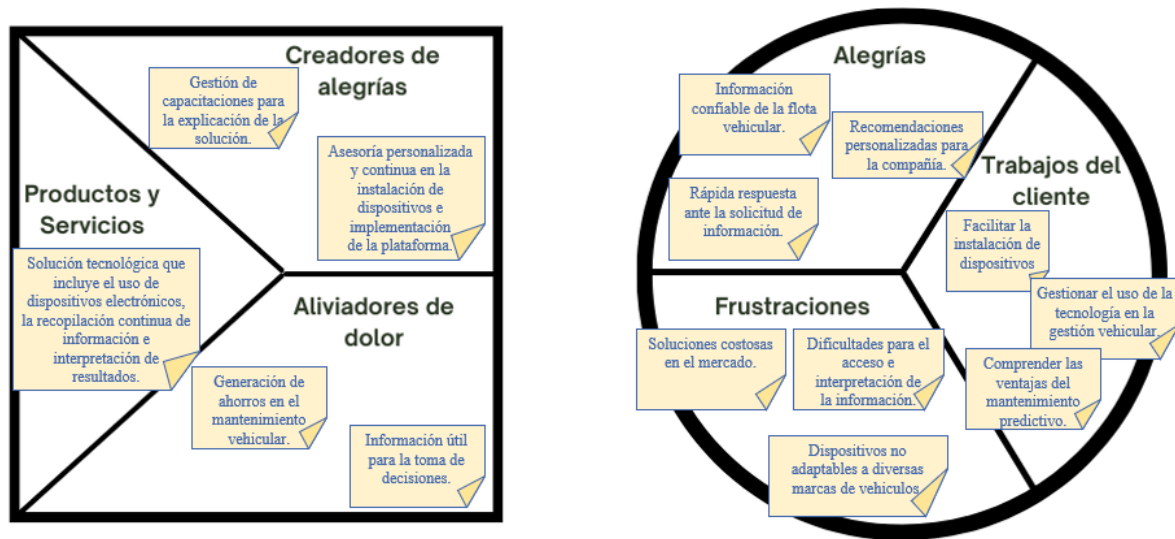 Creadores de
alegrías
Gestión de
capacitaciones para
la explicación de la
solución.
Asesoría personalizada
y continua en la
instalación de
dispositivos e
implementación
de la plataforma.
Productos y
Servicios
Solución tecnológica que
incluye el uso de
dispositivos electrónicos,
la recopilación continua de
información e
interpretación de
resultados.
Aliviadores de
dolor
Generación de
ahorros en el
mantenimiento
vehicular.
Información útil
para la toma de
decisiones.
Alegrías
Información
confiable de la flota
vehicular.
Recomendaciones
personalizadas para
la compañía.
Rápida respuesta
ante la solicitud de
información.
Trabajos del
cliente
Facilitar la
instalación de
dispositivos
Gestionar el uso de la
tecnología en la
gestión vehicular.
Comprender las
ventajas del
mantenimiento
predictivo.
Frustraciones
Soluciones costosas
en el mercado.
Dificultades para el
acceso e
interpretación de
la información.
Dispositivos no
adaptables a diversas
marcas de vehiculos